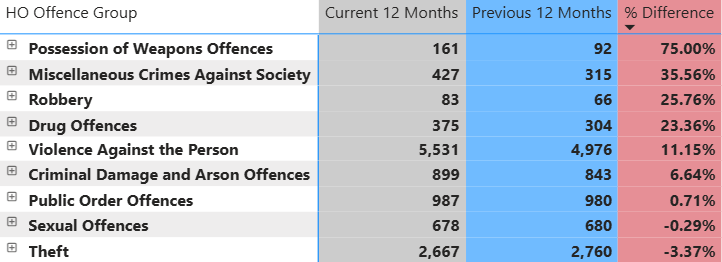 HO Offence Group Current 12 Months Previous 12 Months % Difference
Possession of Weapons Offences 161 92 75.00%
Miscellaneous Crimes Against Society 427 315 35.56%
Robbery 83 66 25.76%
Drug Offences 375 304 23.36%
Violence Against the Person 5,531 4,976 11.15%
Criminal Damage and Arson Offences 899 843 6.64%
Public Order Offences 987 980 0.71%
Sexual Offences 678 680 -0.29%
Theft 2,667 2,760 -3.37%